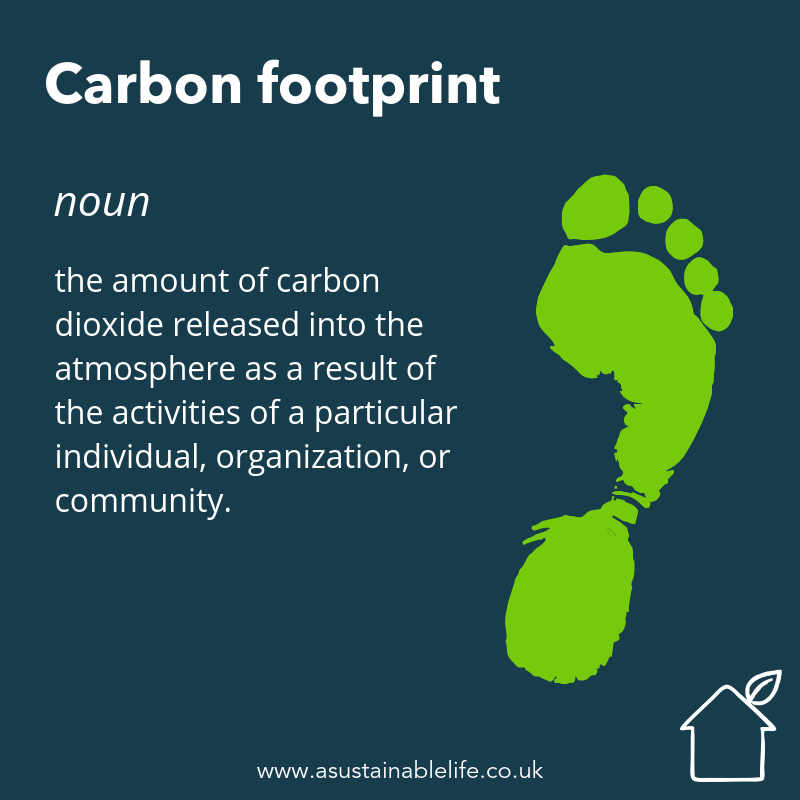 Carbon footprint
noun
the amount of carbon
dioxide released into the
atmosphere as a result of
the activities of a particular
individual, organization, or
community.
www.asustainablelife.co.uk